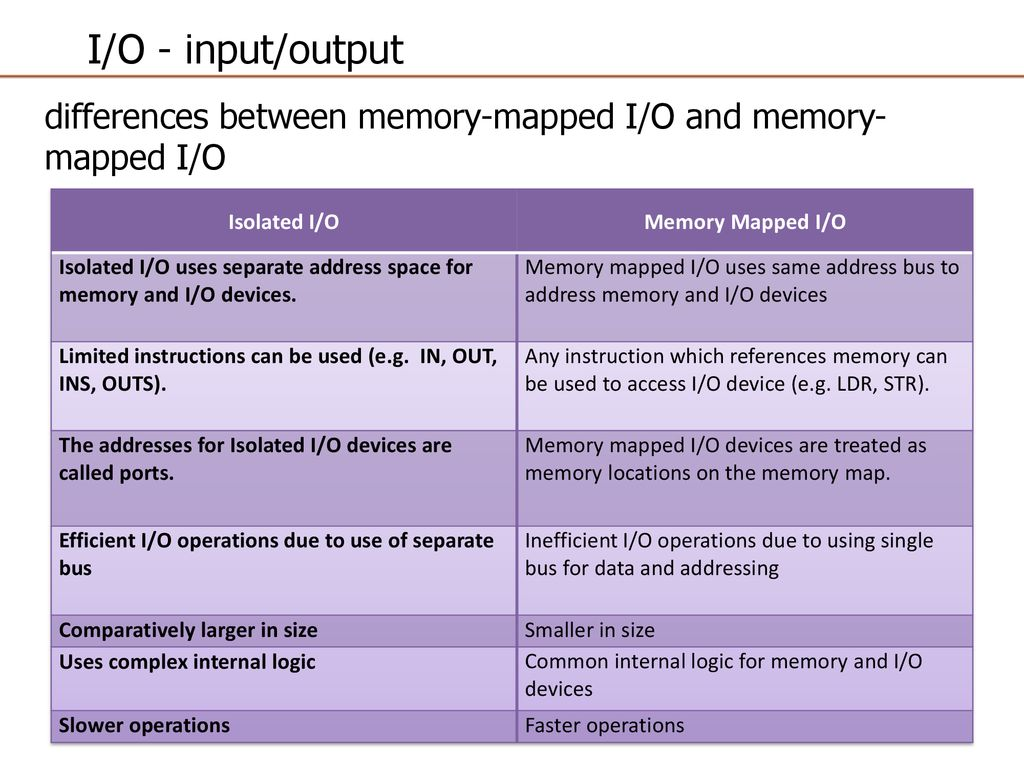 I/O - input/output
differences between memory-mapped I/O and memory-
mapped I/O
Isolated I/O
Memory Mapped I/O
Isolated I/O uses separate address space for
memory and I/O devices.
Memory mapped I/O uses same address bus to
address memory and I/O devices
Limited instructions can be used (e.g.  IN, OUT,
INS, OUTS).
Any instruction which references memory can
be used to access I/O device (e.g. LDR, STR).
The addresses for Isolated I/O devices are
called ports.
Memory mapped I/O devices are treated as
memory locations on the memory map.
Efficient I/O operations due to use of separate
bus
Inefficient I/O operations due to using single
bus for data and addressing
Comparatively larger in size
Smaller in size
Uses complex internal logic
Common internal logic for memory and I/O
devices
Slower operations
Faster operations